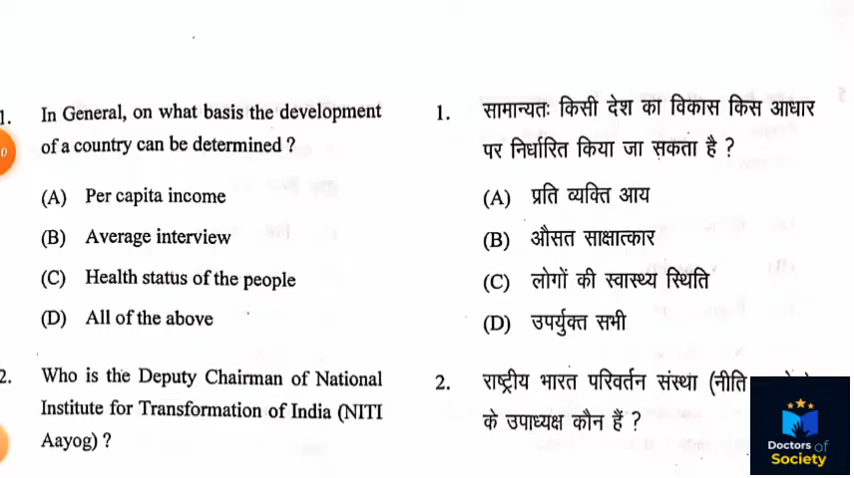 1. In General, on what basis the development
of a country can be determined ?
(A) Per capita income
(B) Average interview
(C) Health status of the people
(D) All of the above
2. Who is the Deputy Chairman of National
Institute for Transformation of India (NITI
Aayog) ?
1. सामान्यतः किसी देश का विकास किस आधार
पर निर्धारित किया जा सकता है ?
(A) प्रति व्यक्ति आय
(B) औसत साक्षात्कार
(C) लोगों की स्वास्थ्य स्थिति
(D) उपर्युक्त सभी
2. राष्ट्रीय भारत परिवर्तन संस्था (नीति
के उपाध्यक्ष कौन हैं ?
Doctors of
Society